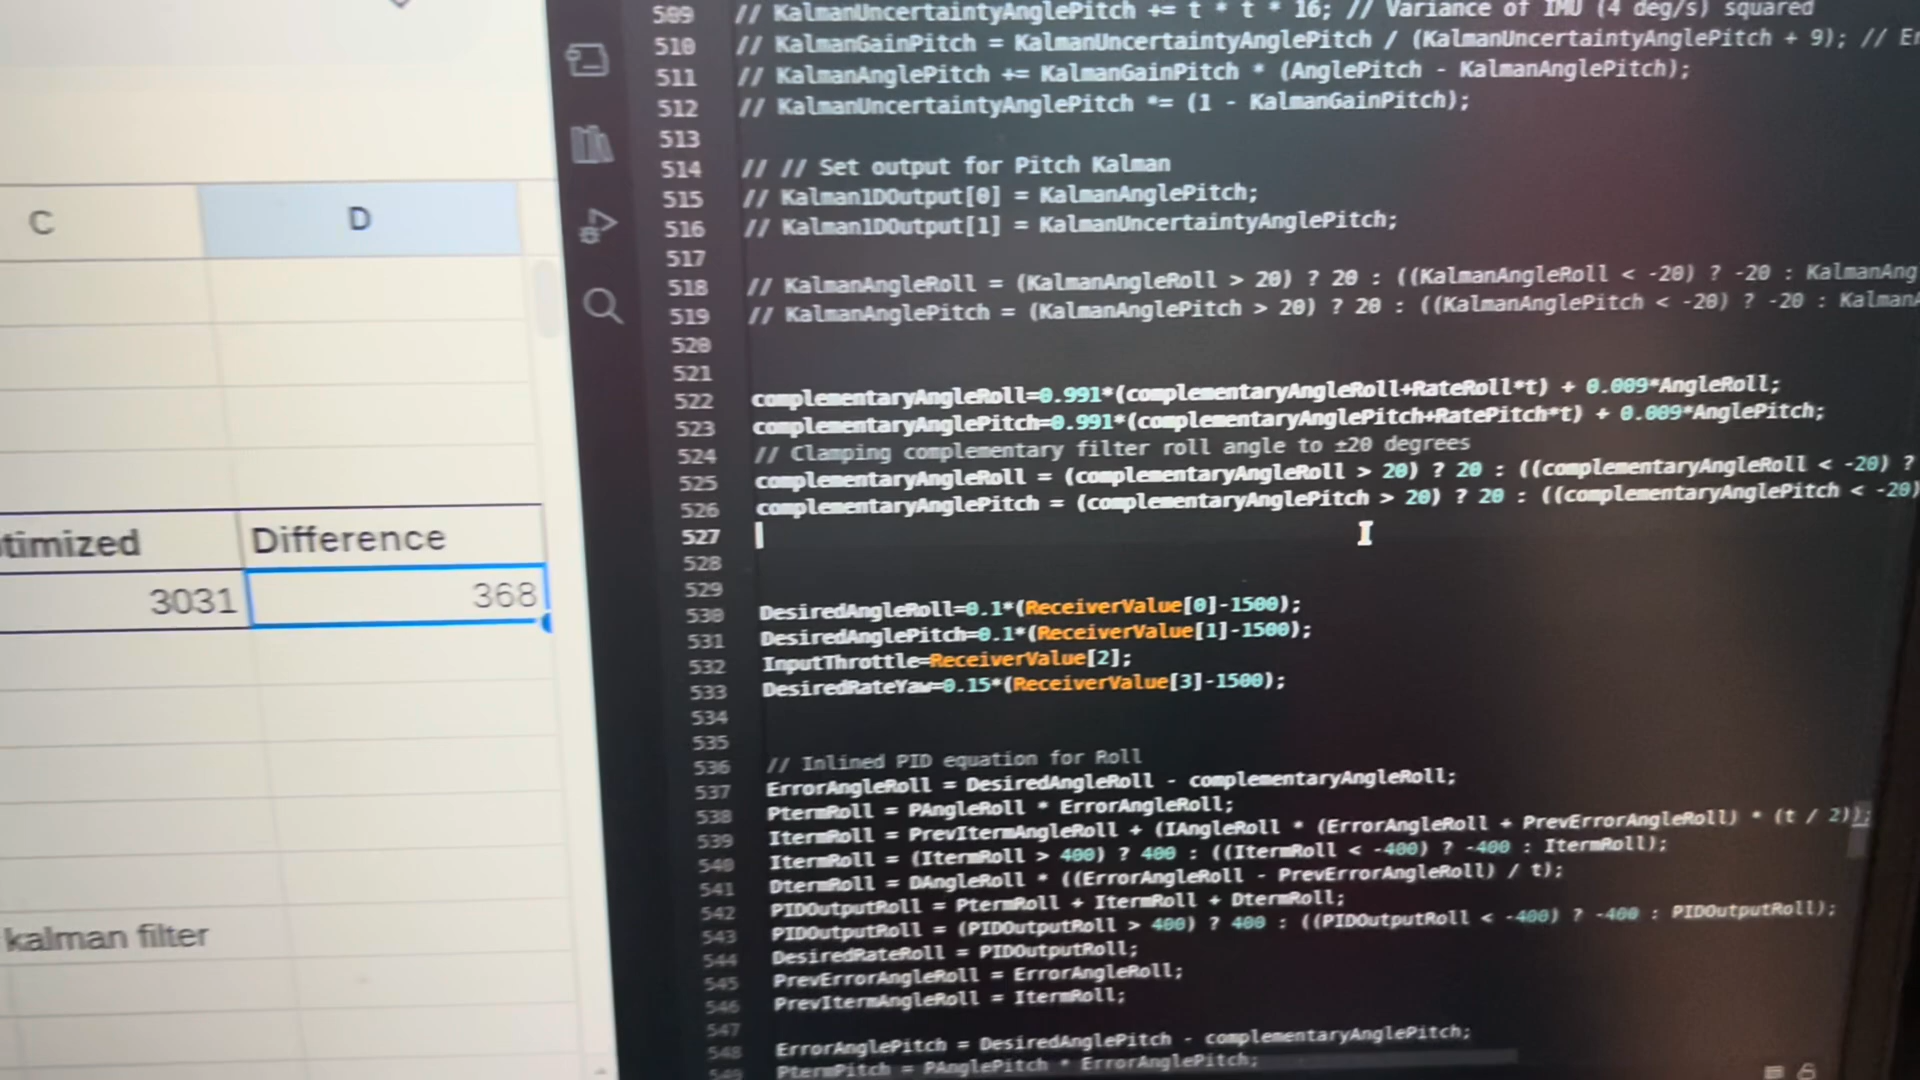 C
D
timized
Difference
3031
368
kalman filter
509 // KalmanUncertaintyAnglePitch += t * t * 16; // Variance of IMU (4 deg/s) squared
510 // KalmanGainPitch = KalmanUncertaintyAnglePitch / (KalmanUncertaintyAnglePitch + 9); //
511 // KalmanAnglePitch += KalmanGainPitch * (AnglePitch - KalmanAnglePitch);
512 // KalmanUncertaintyAnglePitch *= (1 - KalmanGainPitch);
513
514 // // Set output for Pitch Kalman
515 // Kalman1DOutput[0] = KalmanAnglePitch;
516 // Kalman1DOutput[1] = KalmanUncertaintyAnglePitch;
517
518 // KalmanAngleRoll = (KalmanAngleRoll > 20) ? 20 : ((KalmanAngleRoll < -20) ? -20 : KalmanAng
519 // KalmanAnglePitch = (KalmanAnglePitch > 20) ? 20 : ((KalmanAnglePitch < -20) ? -20 : Kalman
520
521
522 complementaryAngleRoll=0.991*(complementaryAngleRoll+RateRoll*t) + 0.009*AngleRoll;
523 complementaryAnglePitch=0.991*(complementaryAnglePitch+RatePitch*t) + 0.009*AnglePitch;
524 // Clamping complementary filter roll angle to ±20 degrees
525 complementaryAngleRoll = (complementaryAngleRoll > 20) ? 20 : ((complementaryAngleRoll < -20) ?
526 complementaryAnglePitch = (complementaryAnglePitch > 20) ? 20 : ((complementaryAnglePitch < -20)
527
528
529
530 DesiredAngleRoll=0.1*(ReceiverValue[0]-1500);
531 DesiredAnglePitch=0.1*(ReceiverValue[1]-1500);
532 InputThrottle=ReceiverValue[2];
533 DesiredRateYaw=0.15*(ReceiverValue[3]-1500);
534
535
536 // Inlined PID equation for Roll
537 ErrorAngleRoll = DesiredAngleRoll - complementaryAngleRoll;
538 PtermRoll = PAngleRoll * ErrorAngleRoll;
539 ItermRoll = PrevItermAngleRoll + (IAngleRoll * (ErrorAngleRoll + PrevErrorAngleRoll) * (t / 2));
540 ItermRoll = (ItermRoll > 400) ? 400 : ((ItermRoll < -400) ? -400 : ItermRoll);
541 DtermRoll = DAngleRoll * ((ErrorAngleRoll - PrevErrorAngleRoll) / t);
542 PIDOutputRoll = PtermRoll + ItermRoll + DtermRoll;
543 PIDOutputRoll = (PIDOutputRoll > 400) ? 400 : ((PIDOutputRoll < -400) ? -400 : PIDOutputRoll);
544 DesiredRateRoll = PIDOutputRoll;
545 PrevErrorAngleRoll = ErrorAngleRoll;
546 PrevItermAngleRoll = ItermRoll;
547
548 ErrorAnglePitch = DesiredAnglePitch - complementaryAnglePitch;
549 PtermPitch = PAnglePitch * ErrorAnglePitch;